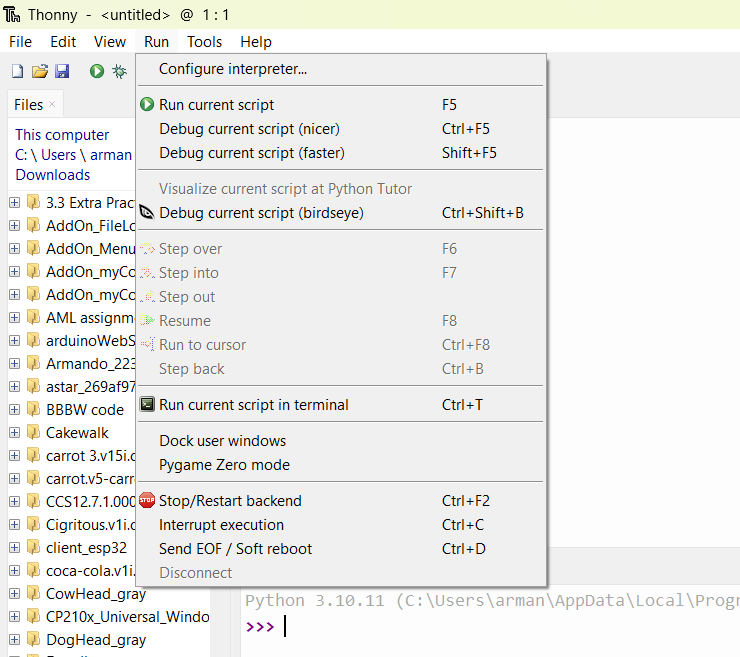 Thonny - <untitled> @ 1 : 1
File Edit View Run Tools Help
Configure interpreter...
Run current script F5
Debug current script (nicer) Ctrl+F5
Debug current script (faster) Shift+F5
Visualize current script at Python Tutor
Debug current script (birdseye) Ctrl+Shift+B
Step over F6
Step into F7
Step out
Resume F8
Run to cursor Ctrl+F8
Step back Ctrl+B
Run current script in terminal Ctrl+T
Dock user windows
Pygame Zero mode
STOP Stop/Restart backend Ctrl+F2
Interrupt execution Ctrl+C
Send EOF / Soft reboot Ctrl+D
Disconnect
Files ×
This computer
C: \ Users \ arman
Downloads
3.3 Extra Prac
AddOn_FileLo
AddOn_Menu
AddOn_myCo
AddOn_myCo
AML assignm
arduinoWebS
Armando_223
astar_269af97
BBBW code
Cakewalk
carrot 3.v15i.c
carrot.v5-carr
CCS12.7.1.000
Cigritous.v1i.c
client_esp32
coca-cola.v1i.
CowHead_gray
CP210x_Universal_Windo
DogHead_gray
Python 3.10.11 (C:\Users\arman\AppData\Local\Progr
>>>